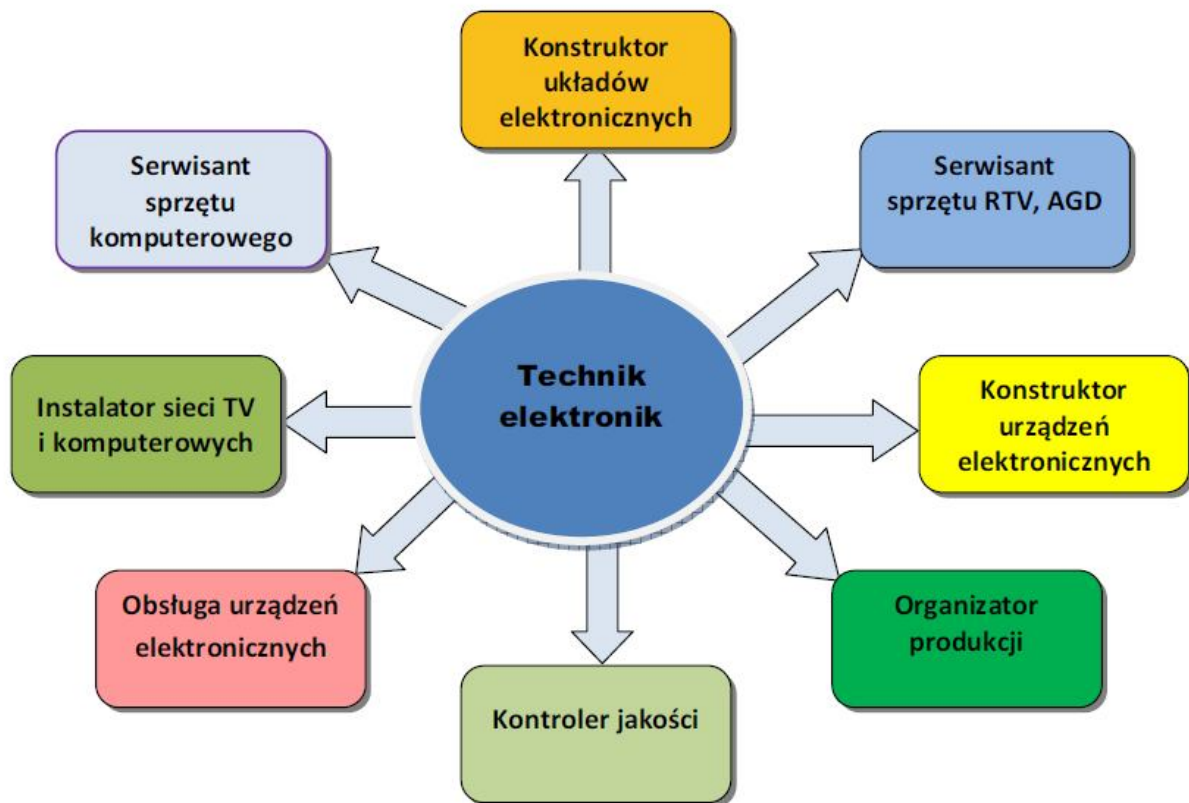 Konstruktor
układów
elektronicznych
Serwisant
sprzętu
komputerowego
Serwisant
sprzętu RTV, AGD
Technik
elektronik
Instalator sieci TV
i komputerowych
Konstruktor
urządzeń
elektronicznych
Obsługa urządzeń
elektronicznych
Organizator
produkcji
Kontroler jakości